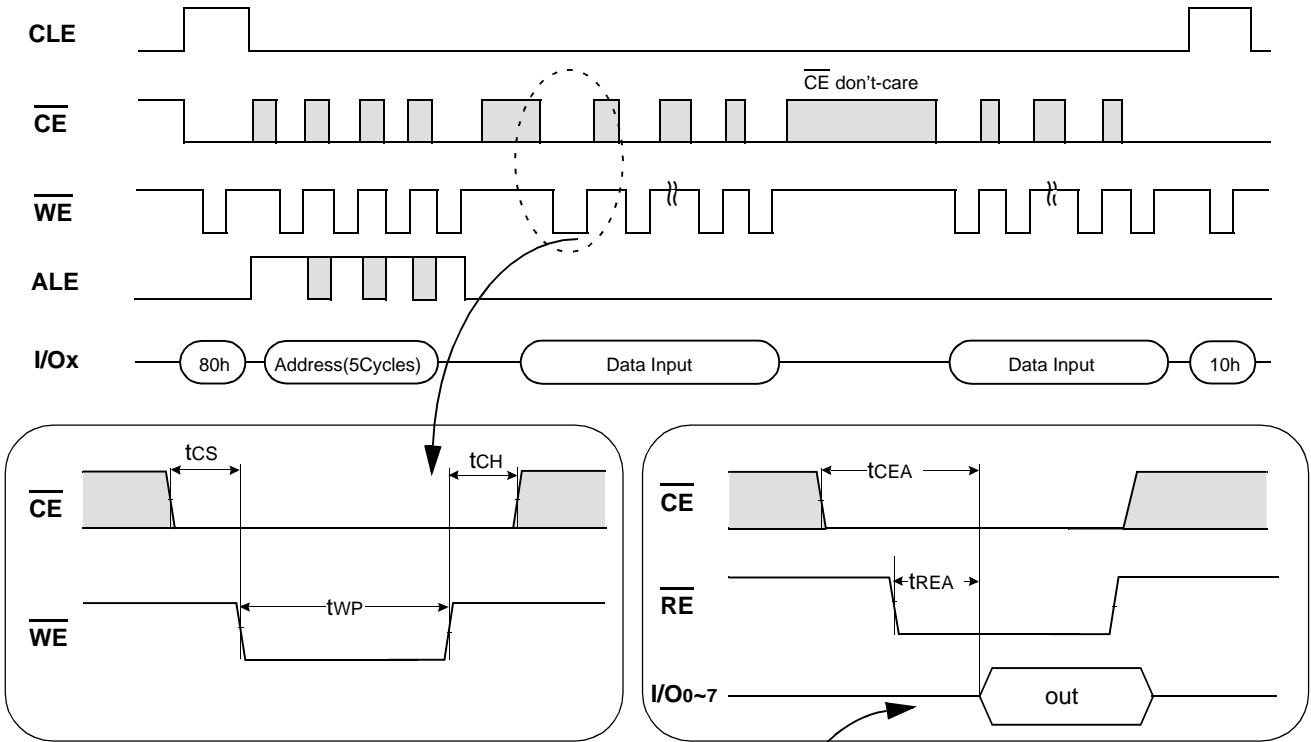 CLE
CE don't-care
CE
WE
ALE
I/Ox
80h
Address(5Cycles)
Data Input
Data Input
10h
tCS
tCH
CE
tWP
WE
tCEA
CE
tREA
RE
I/O0~7
out